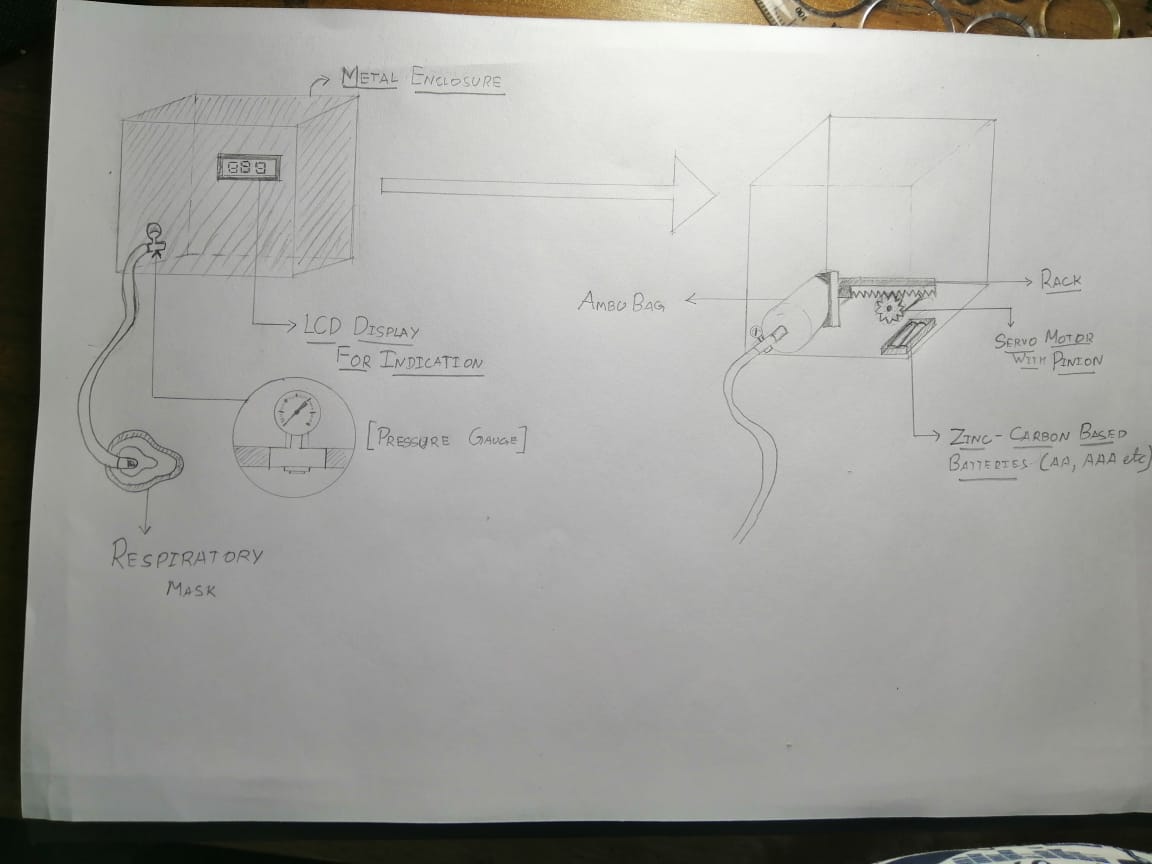 METAL ENCLOSURE
989
LCD DISPLAY
FOR INDICATION
[PRESSURE GAUGE]
RESPIRATORY
MASK
AMBU BAG
RACK
SERVO MOTOR
WITH PINION
ZINC-CARBON BASED
BATTERIES (AA, AAA etc)